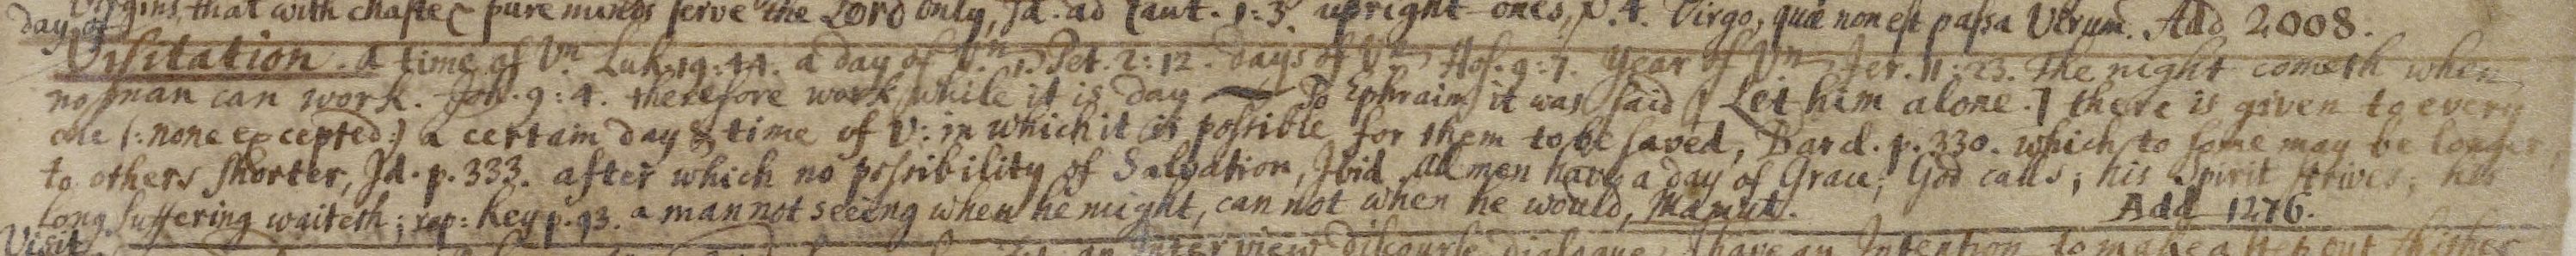 Virgins, that with chaste & pure minds serve the Lord only, Id. ad Cant. 1:3. upright ones, v. 4. Virgo, quæ non est passa Virum. Add 2008.
day of
Visitation. a time of Vn. Luk. 19:44. a day of V.n 1. Pet. 2:12. days of Vn Hos. 9:7. Year of Vn Jer. 11:23. The night cometh when
no man can work. Joh. 9:4. therefore work while it is day — To Ephraim it was said [ Let him alone.] there is given to every
one (: none excepted:) a certain day & time of V: in which it is possible for them to be saved, Barcl. p. 330. which to some may be longer,
to others shorter, Id. p. 333. after which no possibility of Salvation, Ibid. all men have a day of Grace; God calls; his Spirit strives; his
long Suffering waiteth; key p. 93. a man not seeing when he might, can not when he would, Add 1276.
Visit
an Interview Discourse dialogue, have an Intention to make a step out thither